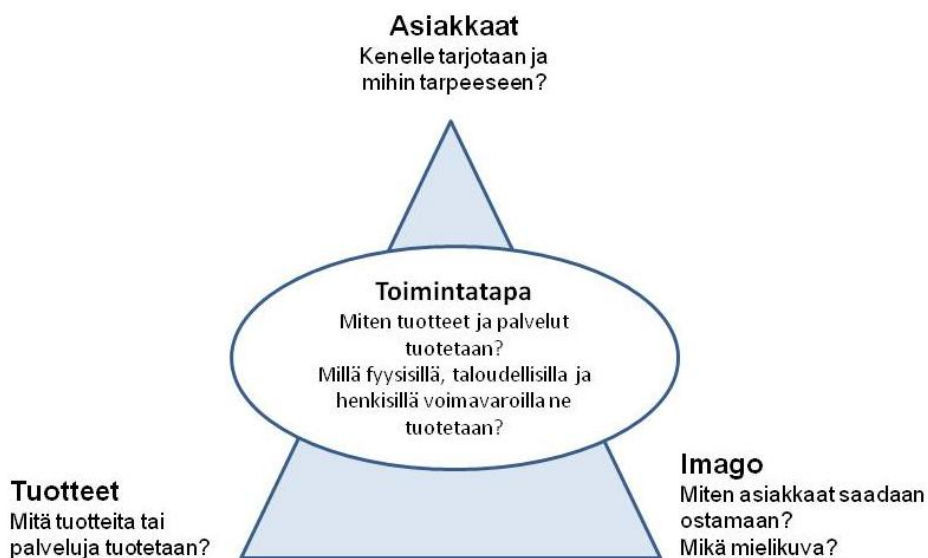 Asiakkaat
Kenelle tarjotaan ja
mihin tarpeeseen?
Toimintatapa
Miten tuotteet ja palvelut
tuotetaan?
Millä fyysisillä, taloudellisilla ja
henkisillä voimavaroilla ne
tuotetaan?
Tuotteet
Mitä tuotteita tai
palveluja tuotetaan?
Imago
Miten asiakkaat saadaan
ostamaan?
Mikä mielikuva?